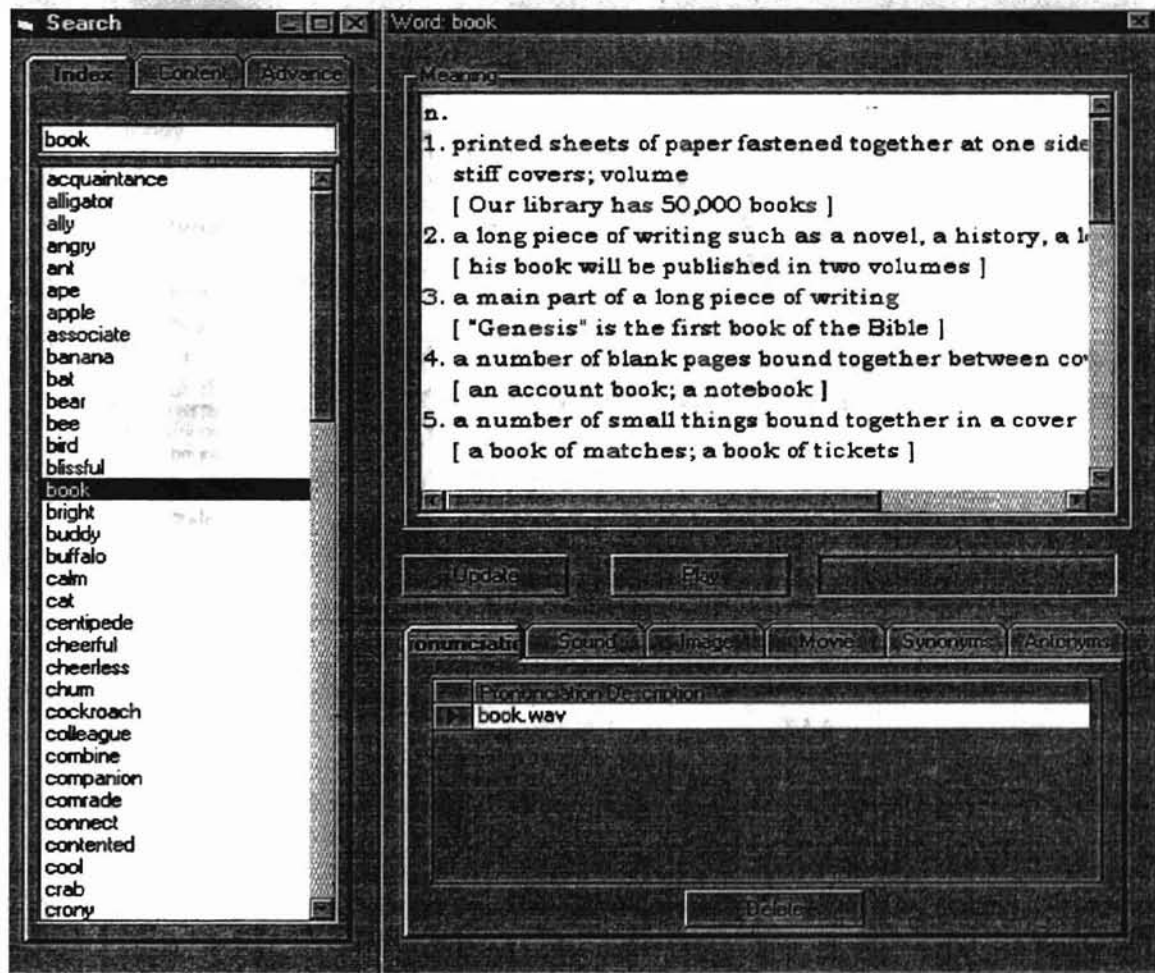 Search
Index Content Advance
book
acquaintance
alligator
ally
angry
ant
ape
apple
associate
banana
bat
bear
bee
bird
blissful
book
bright
buddy
buffalo
calm
cat
centipede
cheerful
cheerless
chum
cockroach
colleague
combine
companion
comrade
connect
contented
cool
crab
crony
Word: book
Meaning
n.
1. printed sheets of paper fastened together at one side
stiff covers; volume
[ Our library has 50,000 books ]
2. a long piece of writing such as a novel, a history, a
[ his book will be published in two volumes ]
3. a main part of a long piece of writing
[ "Genesis" is the first book of the Bible ]
4. a number of blank pages bound together between
[ an account book; a notebook ]
5. a number of small things bound together in a cover
[ a book of matches; a book of tickets ]
Update Play
Sound Image Movie Synonyms Antonyms
Pronunciation Description
book.wav
Delete